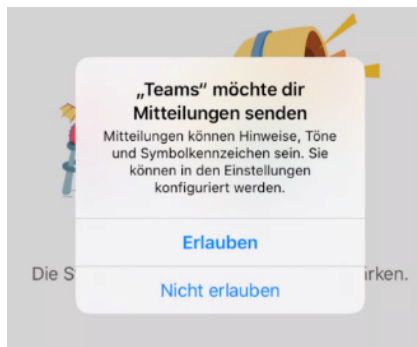 „Teams“ möchte dir
Mitteilungen senden
Mitteilungen können Hinweise, Töne
und Symbolkennzeichen sein. Sie
können in den Einstellungen
konfiguriert werden.
Erlauben
Die
Nicht erlauben